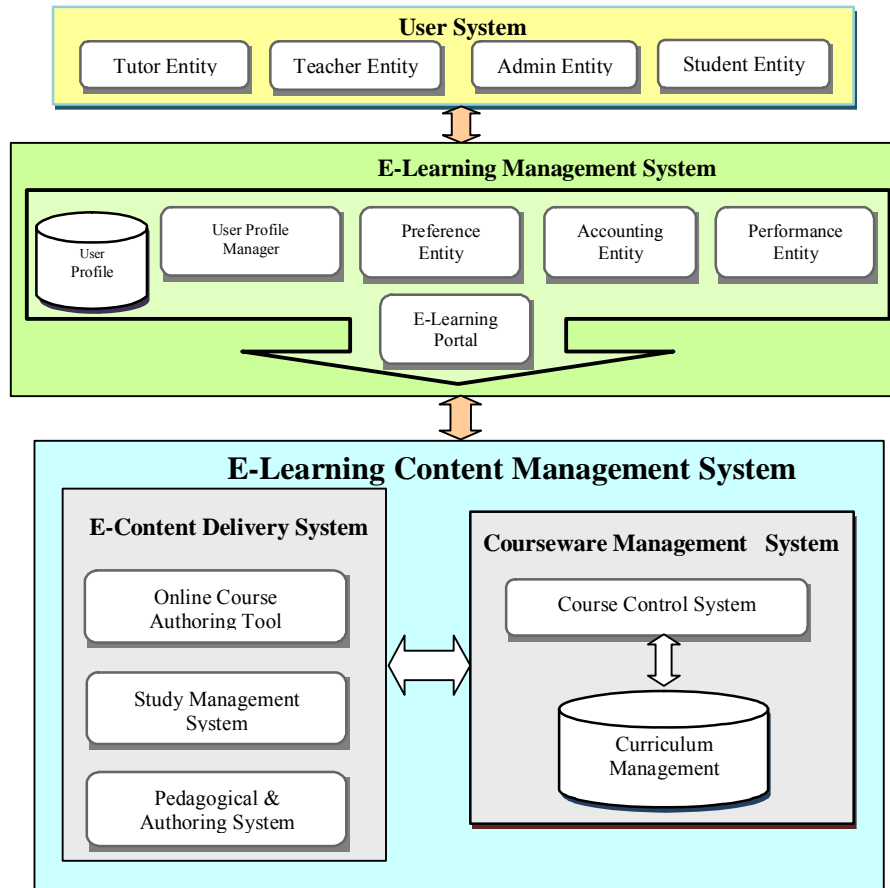 User System
Tutor Entity
Teacher Entity
Admin Entity
Student Entity
E-Learning Management System
User
Profile
User Profile
Manager
Preference
Entity
Accounting
Entity
Performance
Entity
E-Learning
Portal
E-Learning Content Management System
E-Content Delivery System
Online Course
Authoring Tool
Study Management
System
Pedagogical &
Authoring System
Courseware Management System
Course Control System
Curriculum
Management